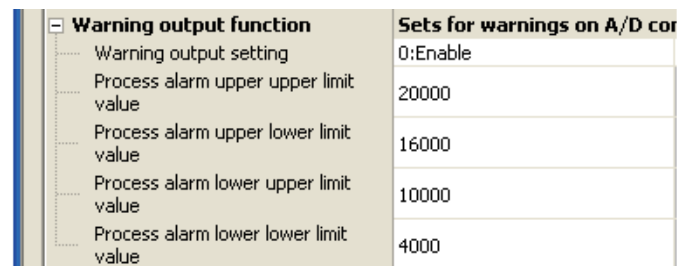 Warning output function Sets for warnings on A/D cor
Warning output setting 0:Enable
Process alarm upper upper limit
value 20000
Process alarm upper lower limit
value 16000
Process alarm lower upper limit
value 10000
Process alarm lower lower limit
value 4000